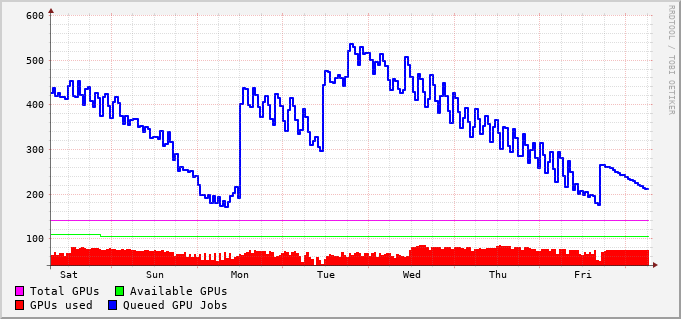 600
500
400
300
200
100
Sat Sun Mon Tue Wed Thu Fri
Total GPUs Available GPUs
GPUs used Queued GPU Jobs
RRDTOOL / TOBI OETIKER